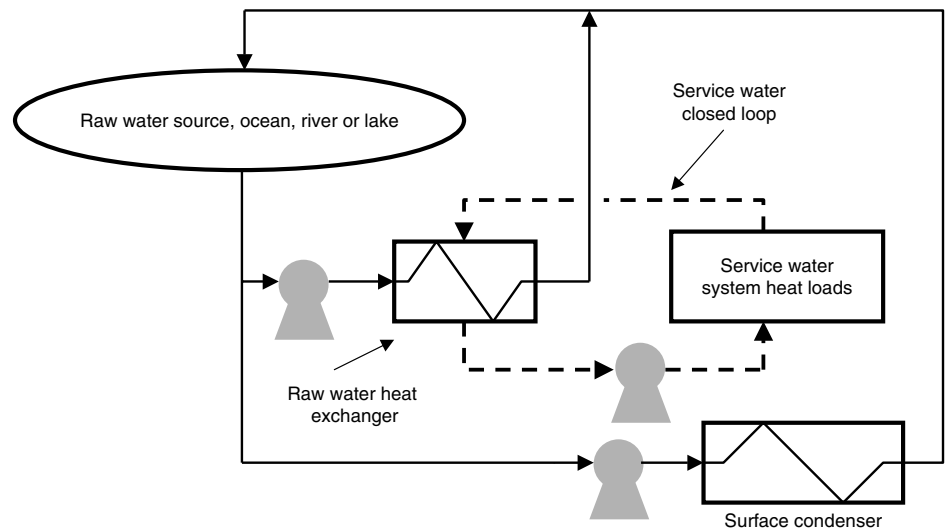 Raw water source, ocean, river or lake
Service water
closed loop
Service water
system heat loads
Raw water heat
exchanger
Surface condenser